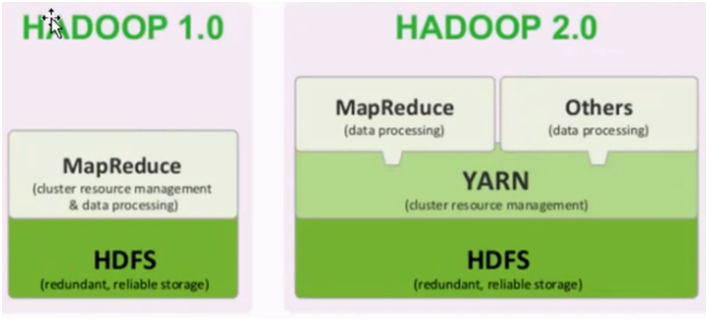 HADOOP 1.0
MapReduce
(cluster resource management
& data processing)
HDFS
(redundant, reliable storage)
HADOOP 2.0
MapReduce
(data processing)
Others
(data processing)
YARN
(cluster resource management)
HDFS
(redundant, reliable storage)